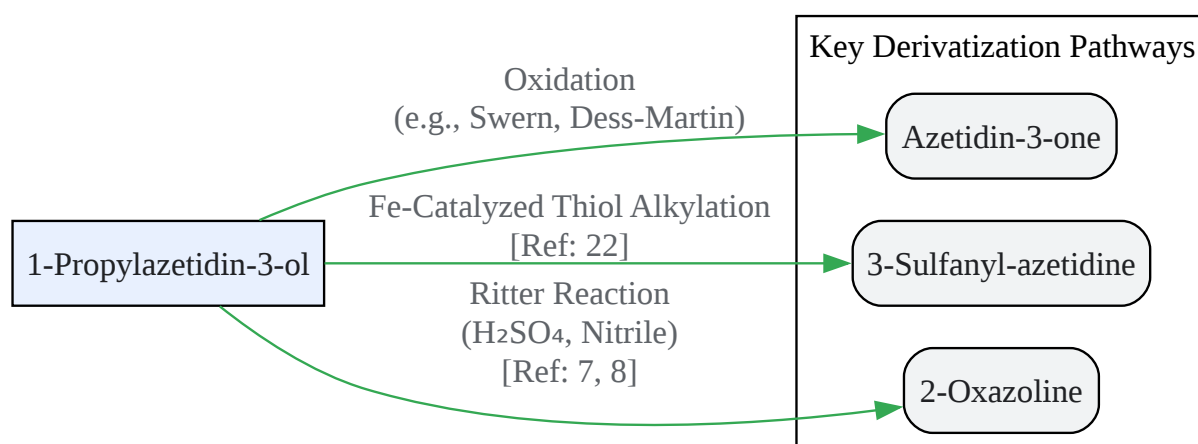 Key Derivatization Pathways
Oxidation
(e.g., Swern, Dess-Martin)
Azetidin-3-one
1-Propylazetidin-3-ol
Fe-Catalyzed Thiol Alkylation
[Ref: 22]
3-Sulfanyl-azetidine
Ritter Reaction
(H₂SO₄, Nitrile)
[Ref: 7, 8]
2-Oxazoline